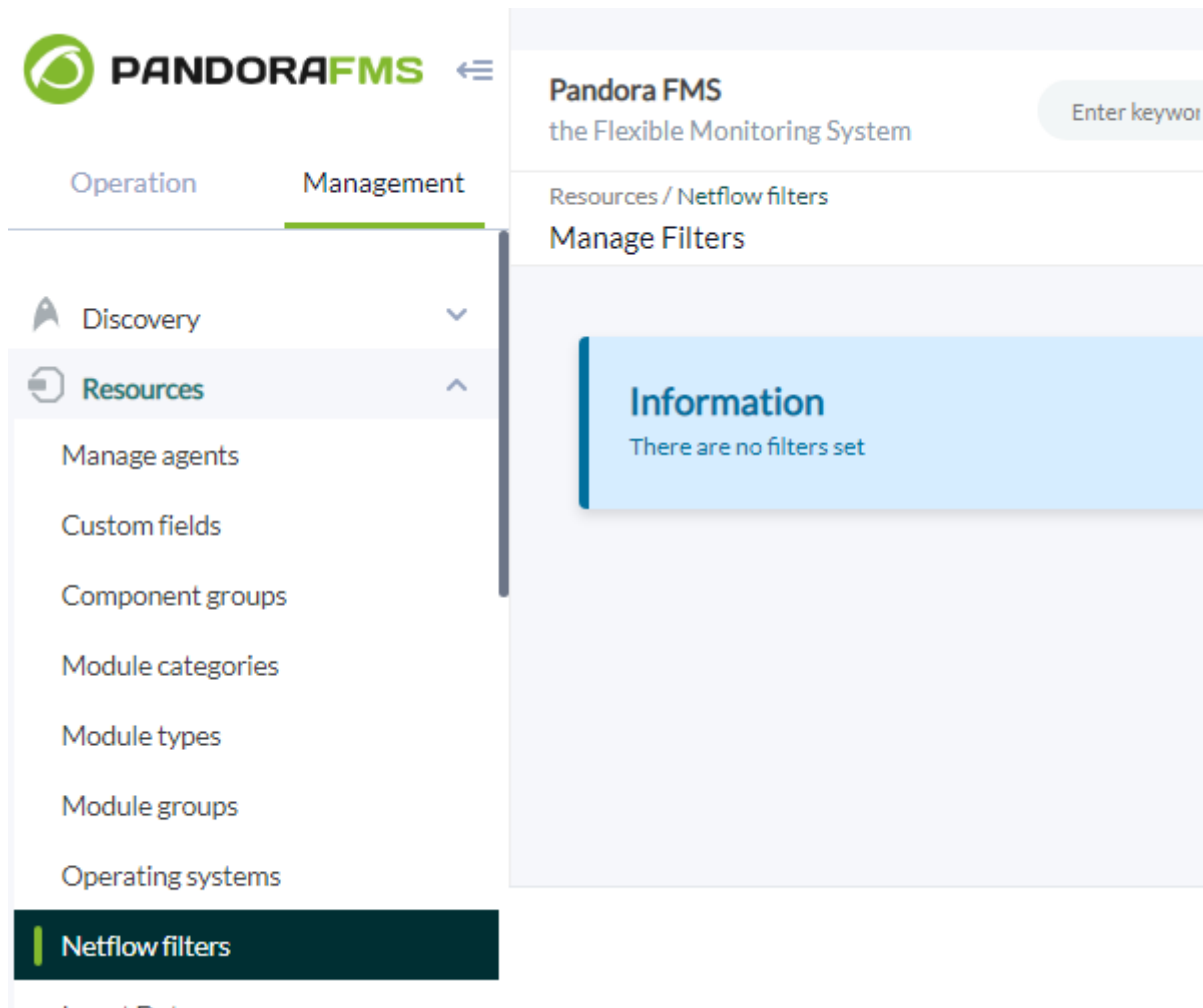 PANDORAFMS
Operation Management
Discovery
Resources
Manage agents
Custom fields
Component groups
Module categories
Module types
Module groups
Operating systems
Netflow filters
Pandora FMS
the Flexible Monitoring System
Enter keywor
Resources / Netflow filters
Manage Filters
Information
There are no filters set